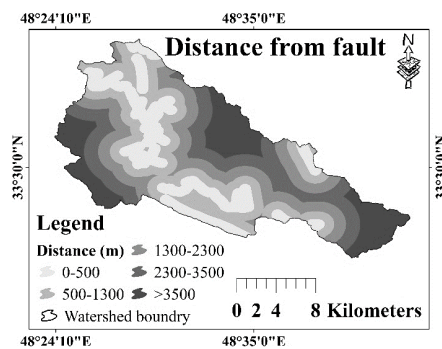 48°24'10"E 48°35'0"E
Distance from fault
N
33°30'0"N 33°30'0"N
Legend
Distance (m)
0-500
500-1300
1300-2300
2300-3500
>3500
Watershed boundary
0 2 4 8 Kilometers
48°24'10"E 48°35'0"E